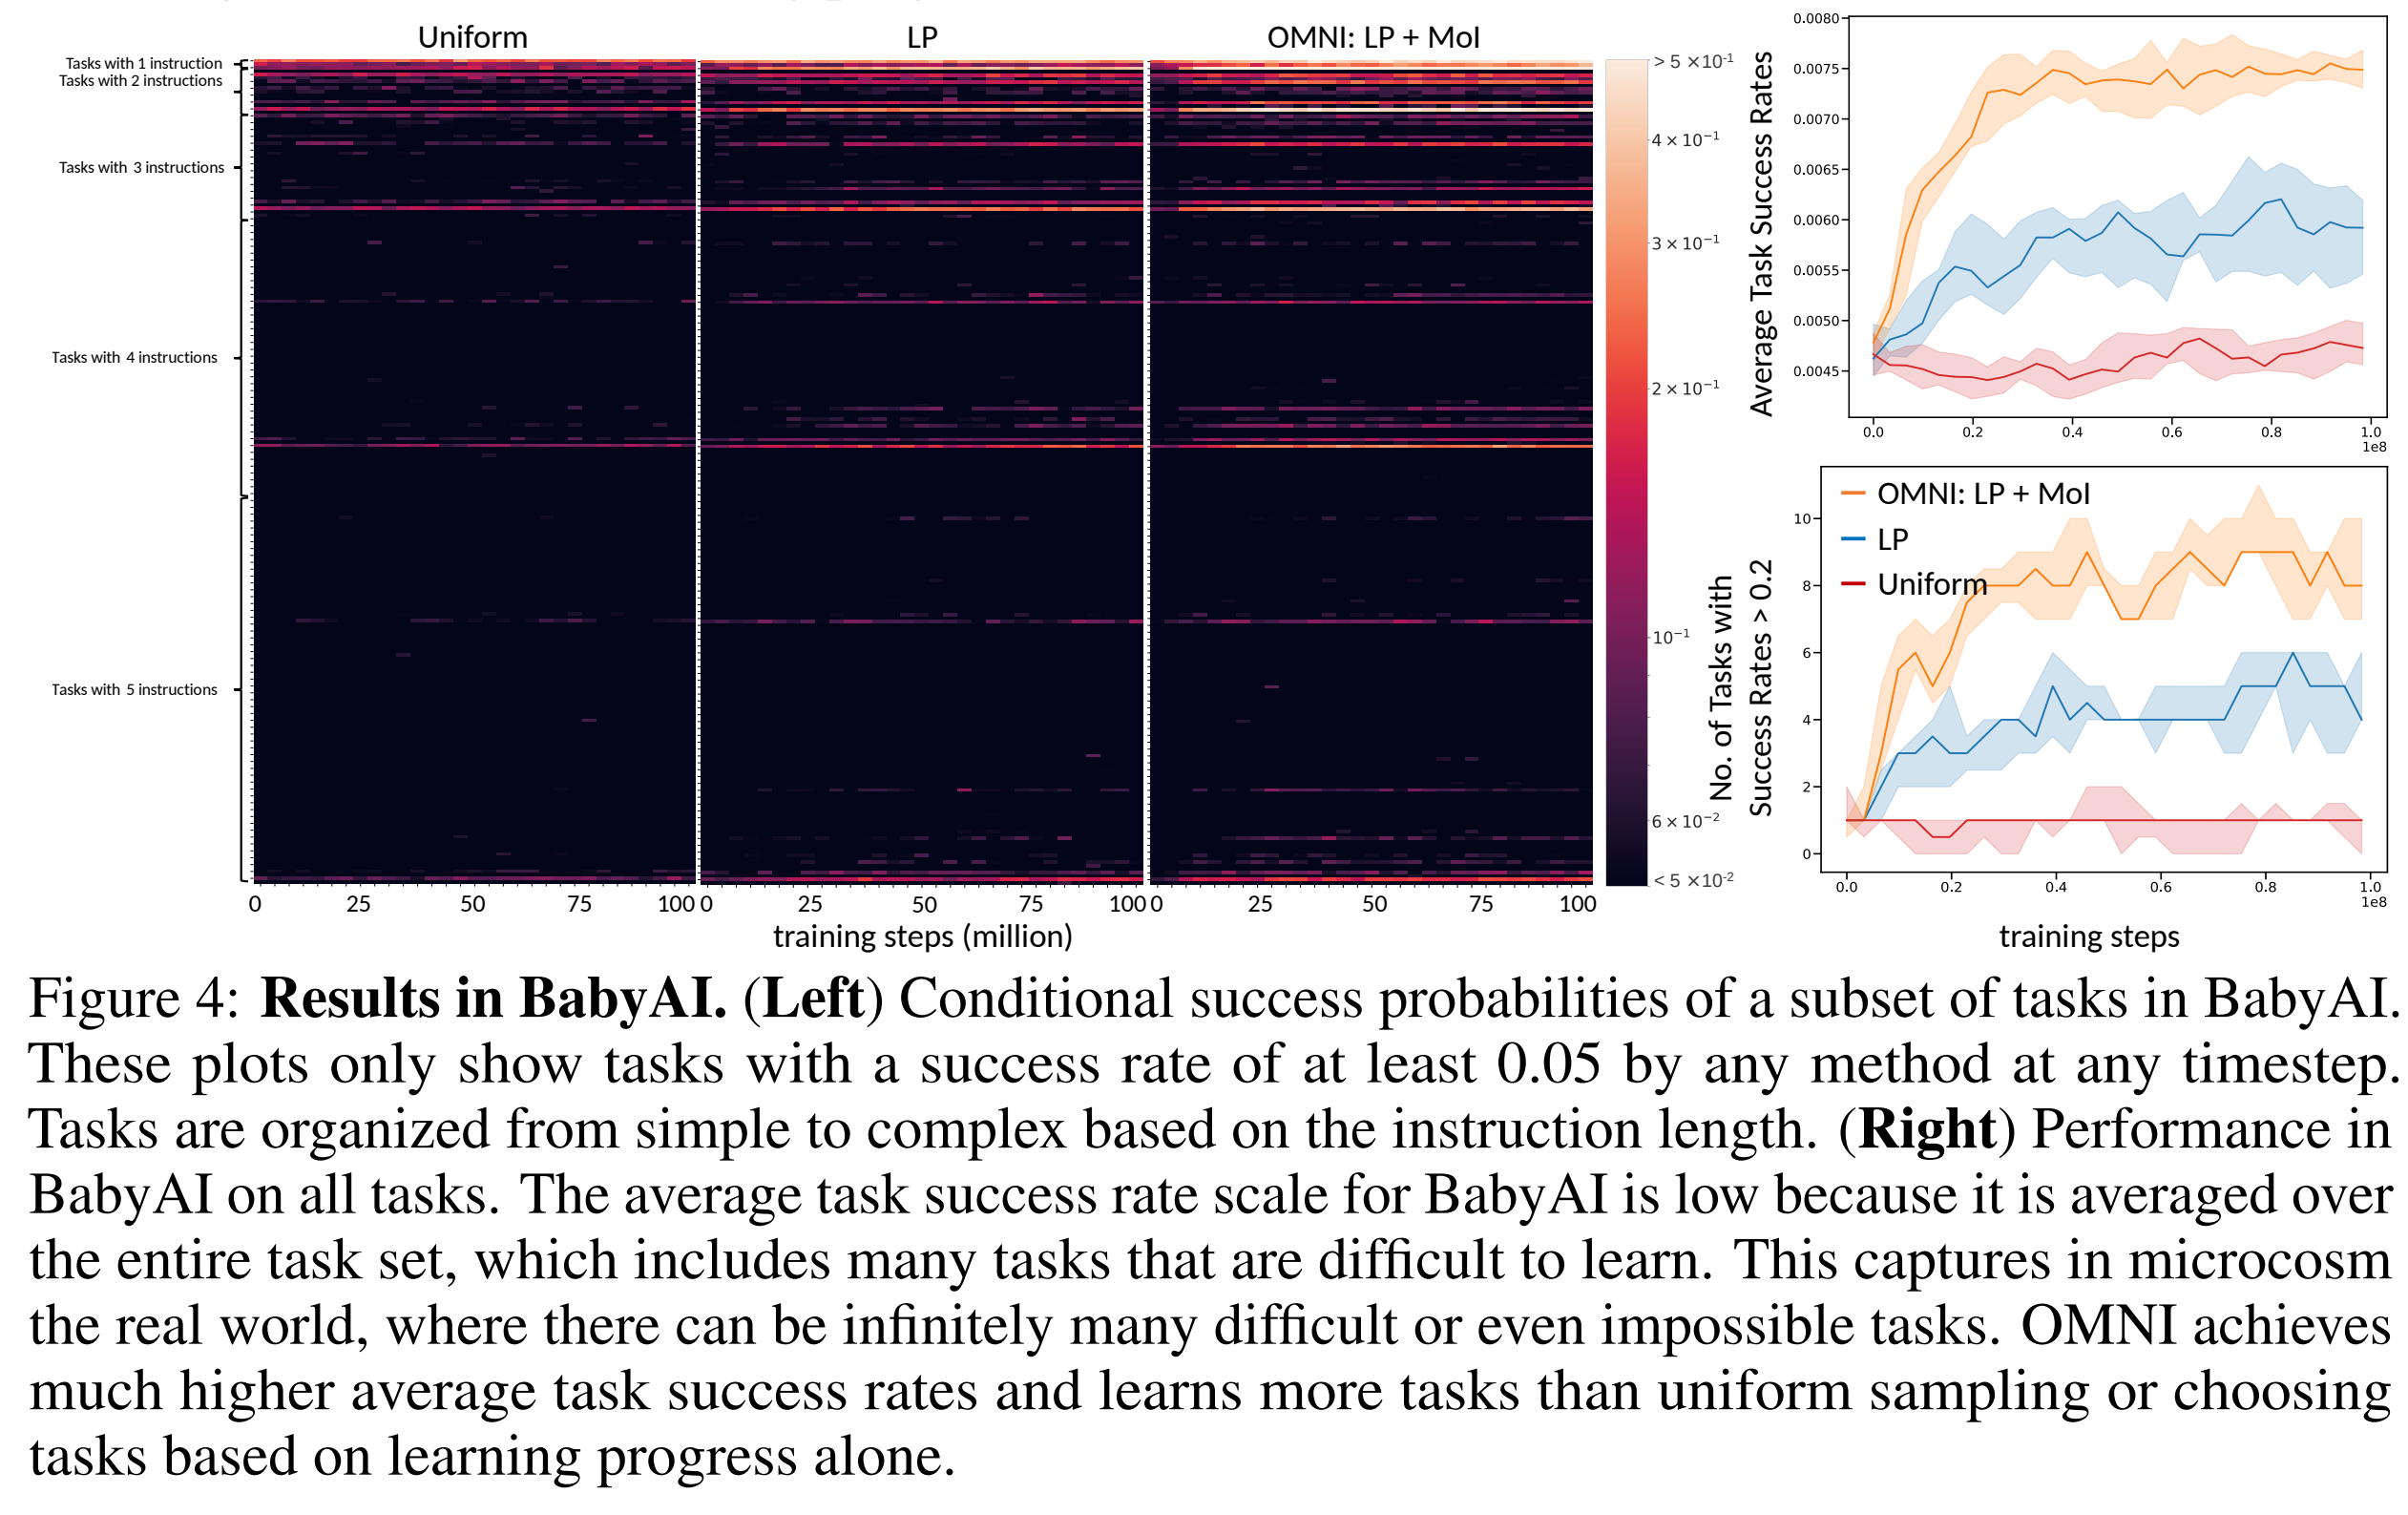 Uniform LP OMNI: LP + MoI
Tasks with 1 instruction
Tasks with 2 instructions
Tasks with 3 instructions
Tasks with 4 instructions
Tasks with 5 instructions
0 25 50 75 100 0 25 50 75 100 0 25 50 75 100
training steps (million)
> 5 ×10⁻¹
4 × 10⁻¹
3 × 10⁻¹
2 × 10⁻¹
10⁻¹
6 × 10⁻²
< 5 ×10⁻²
Average Task Success Rates
0.0080
0.0075
0.0070
0.0065
0.0060
0.0055
0.0050
0.0045
0.0 0.2 0.4 0.6 0.8 1.0
1e8
No. of Tasks with
Success Rates > 0.2
OMNI: LP + MoI
LP
Uniform
10
8
6
4
2
0
0.0 0.2 0.4 0.6 0.8 1.0
1e8
training steps
Figure 4: Results in BabyAI. (Left) Conditional success probabilities of a subset of tasks in BabyAI.
These plots only show tasks with a success rate of at least 0.05 by any method at any timestep.
Tasks are organized from simple to complex based on the instruction length. (Right) Performance in
BabyAI on all tasks. The average task success rate scale for BabyAI is low because it is averaged over
the entire task set, which includes many tasks that are difficult to learn. This captures in microcosm
the real world, where there can be infinitely many difficult or even impossible tasks. OMNI achieves
much higher average task success rates and learns more tasks than uniform sampling or choosing
tasks based on learning progress alone.